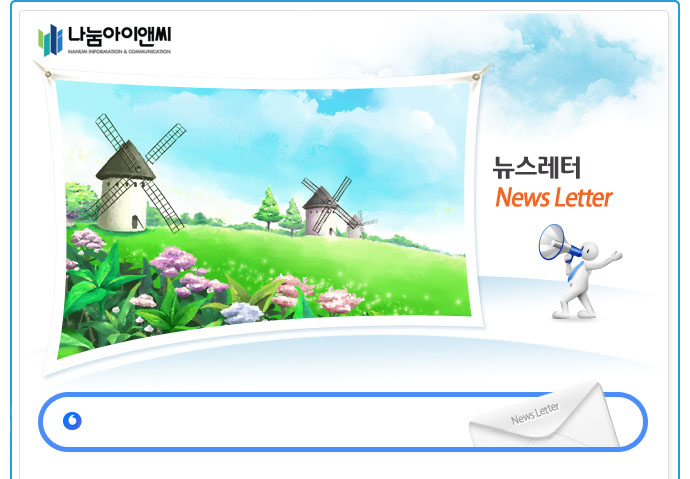 나눔아이앤씨
NANUM INFORMATION & COMMUNICATION
뉴스레터
News Letter
News Letter